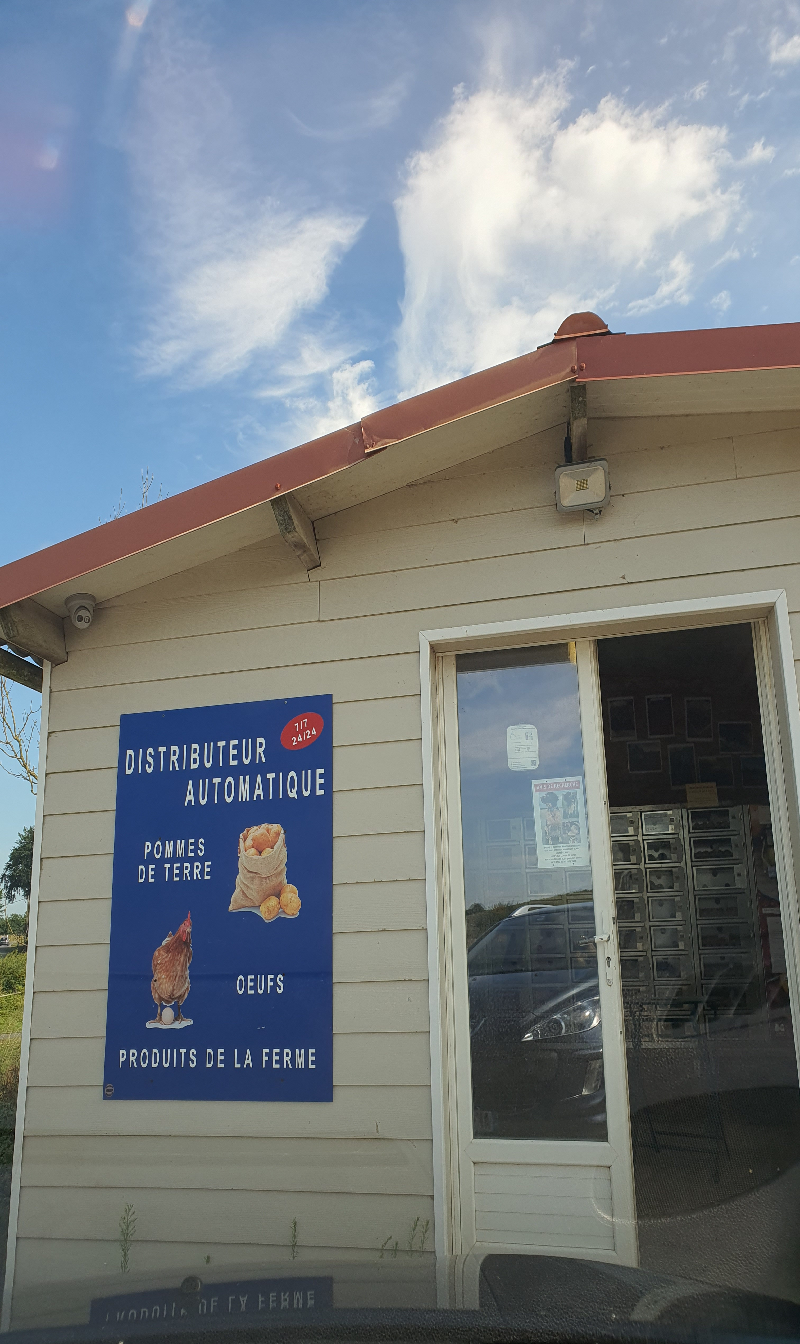 7/7
24/24
DISTRIBUTEUR
AUTOMATIQUE
POMMES
DE TERRE
OEUFS
PRODUITS DE LA FERME